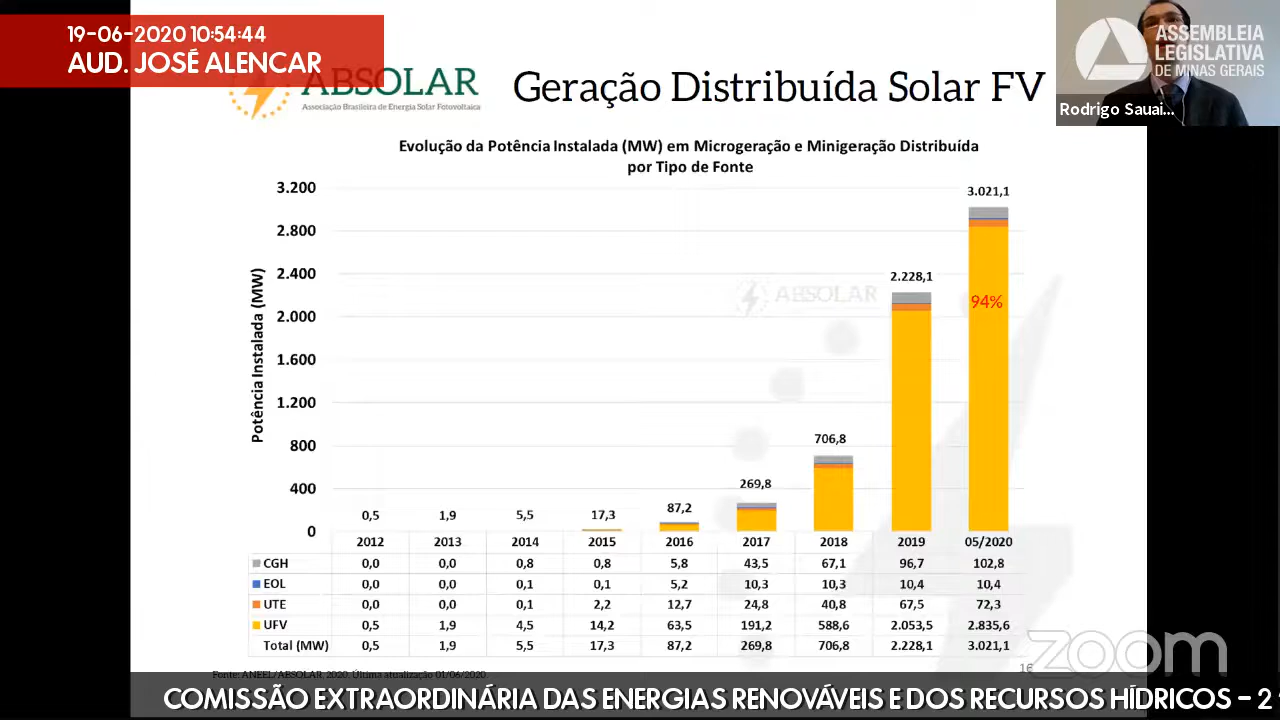 19-06-2020 10:54:44
AUD. JOSÉ ALENCAR
ABSOLAR
Associação Brasileira de Energia Solar Fotovoltaica
Geração Distribuída Solar FV
ASSEMBLEIA
LEGISLATIVA
DE MINAS GERAIS
Rodrigo Sauai...
Evolução da Potência Instalada (MW) em Microgeração e Minigeração Distribuída
por Tipo de Fonte
Potência Instalada (MW)
3.200
2.800
2.400
2.000
1.600
1.200
800
400
0
0,5
1,9
5,5
17,3
87,2
269,8
706,8
2.228,1
3.021,1
94%
ABSOLAR
2012 2013 2014 2015 2016 2017 2018 2019 05/2020
CGH 0,0 0,0 0,8 0,8 5,8 43,5 67,1 96,7 102,8
EOL 0,0 0,0 0,1 0,1 5,2 10,3 10,3 10,4 10,4
UTE 0,0 0,0 0,1 2,2 12,7 24,8 40,8 67,5 72,3
UFV 0,5 1,9 4,5 14,2 63,5 191,2 588,6 2.053,5 2.835,6
Total (MW) 0,5 1,9 5,5 17,3 87,2 269,8 706,8 2.228,1 3.021,1
Fonte: ANEEL/ABSOLAR, 2020. Última atualização 01/06/2020.
16
zoom
COMISSÃO EXTRAORDINÁRIA DAS ENERGIAS RENOVÁVEIS E DOS RECURSOS HÍDRICOS - 2